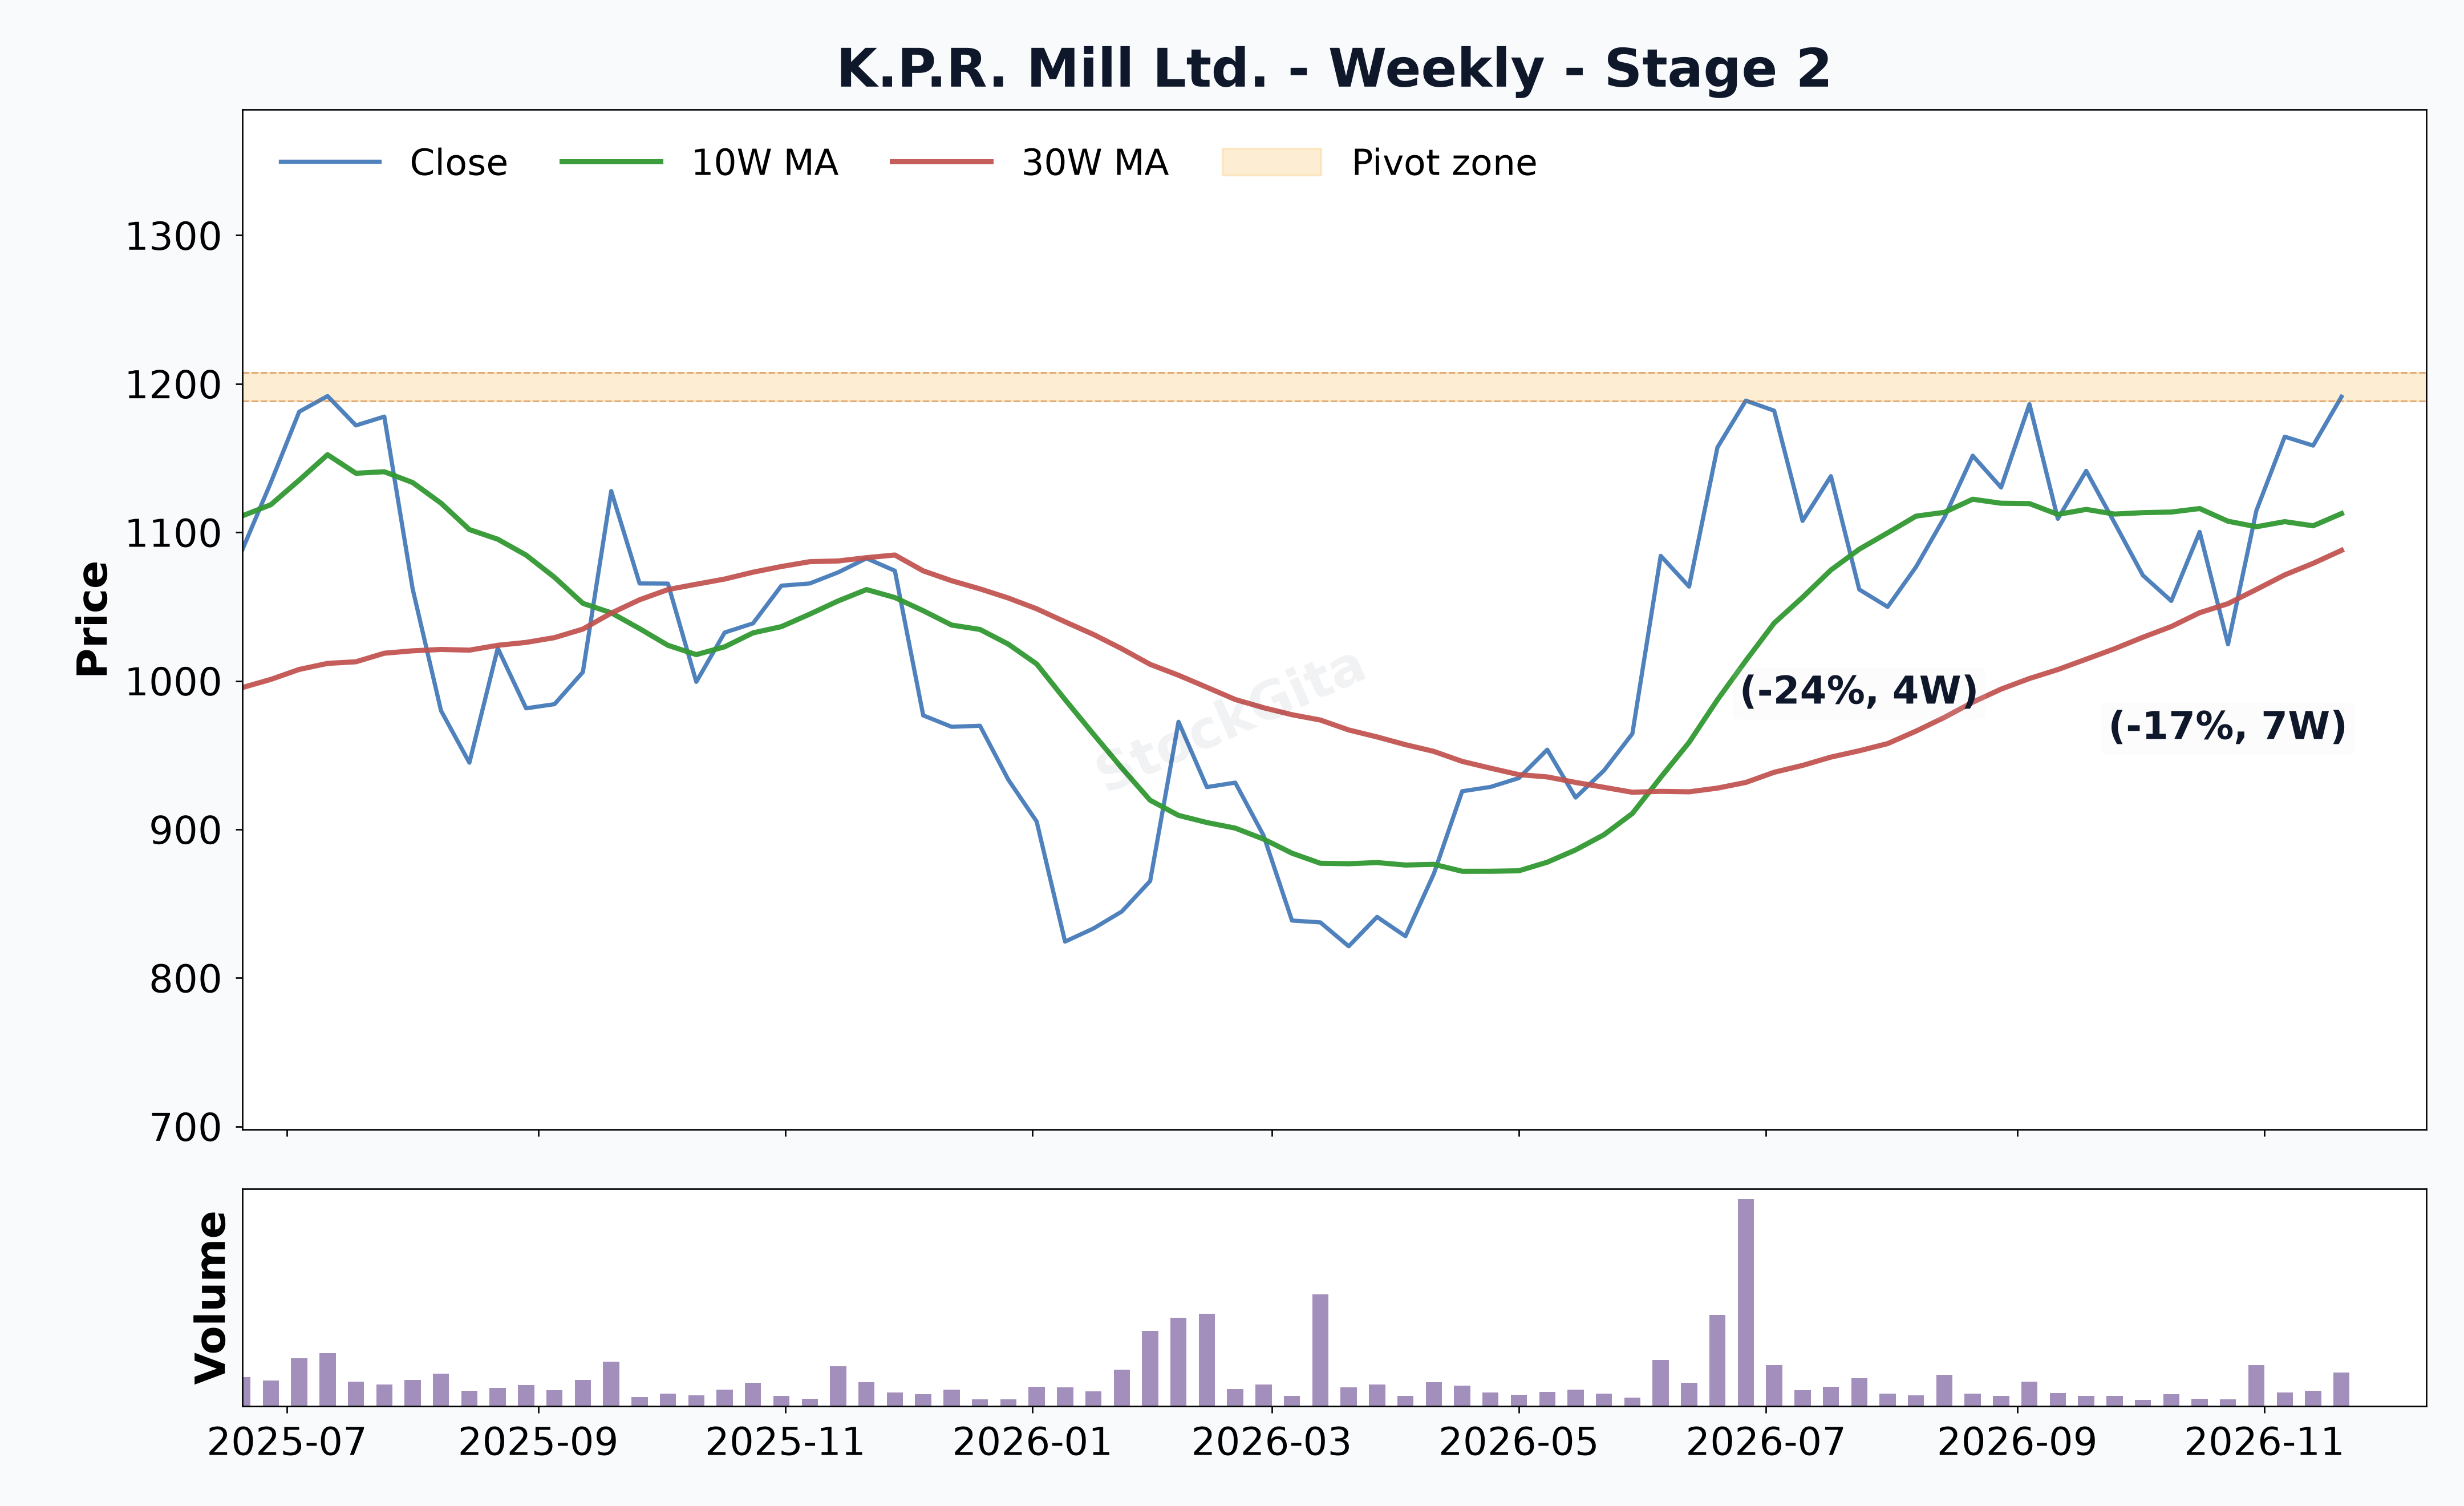 K.P.R. Mill Ltd. - Weekly - Stage 2
Close 10W MA 30W MA Pivot zone
1300
1200
1100
1000
900
800
700
Price
StockGita
(-24%, 4W)
(-17%, 7W)
Volume
2025-07 2025-09 2025-11 2026-01 2026-03 2026-05 2026-07 2026-09 2026-11